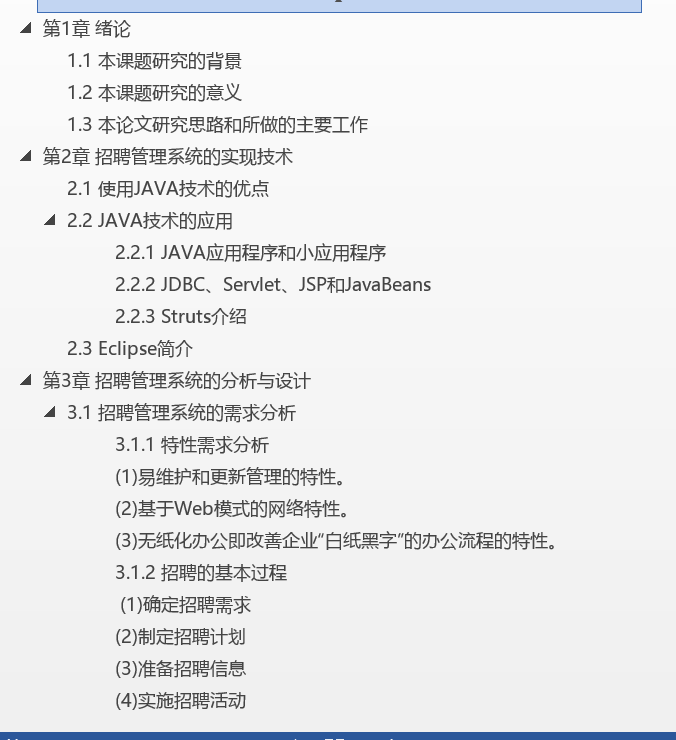 第1章 绪论
1.1 本课题研究的背景
1.2 本课题研究的意义
1.3 本论文研究思路和所做的主要工作
第2章 招聘管理系统的实现技术
2.1 使用JAVA技术的优点
2.2 JAVA技术的应用
2.2.1 JAVA应用程序和小应用程序
2.2.2 JDBC、Servlet、JSP和JavaBeans
2.2.3 Struts介绍
2.3 Eclipse简介
第3章 招聘管理系统的分析与设计
3.1 招聘管理系统的需求分析
3.1.1 特性需求分析
(1)易维护和更新管理的特性。
(2)基于Web模式的网络特性。
(3)无纸化办公即改善企业“白纸黑字”的办公流程的特性。
3.1.2 招聘的基本过程
(1)确定招聘需求
(2)制定招聘计划
(3)准备招聘信息
(4)实施招聘活动